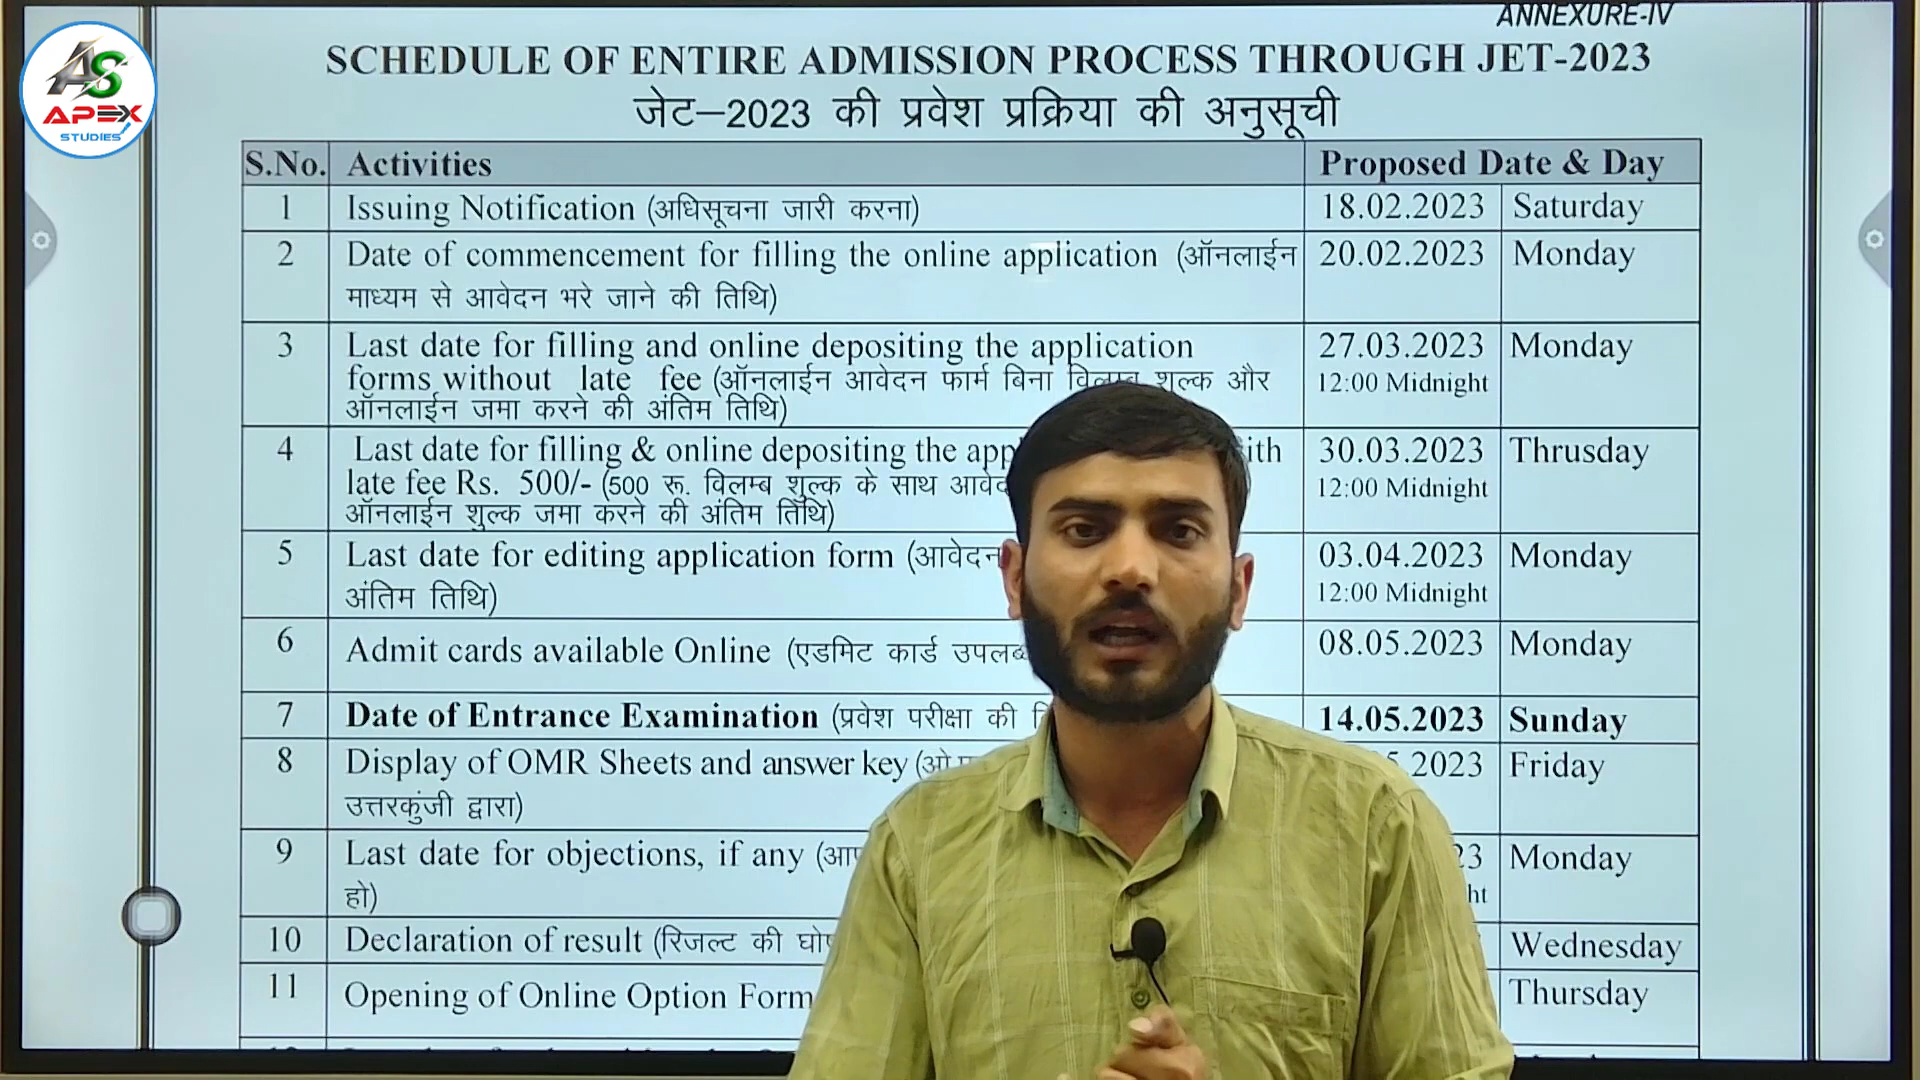 AS
APEX
STUDIES
ANNEXURE-IV
SCHEDULE OF ENTIRE ADMISSION PROCESS THROUGH JET-2023
जेट–2023 की प्रवेश प्रक्रिया की अनुसूची
S.No. Activities Proposed Date & Day
1 Issuing Notification (अधिसूचना जारी करना) 18.02.2023 Saturday
2 Date of commencement for filling the online application (ऑनलाईन 20.02.2023 Monday
माध्यम से आवेदन भरे जाने की तिथि)
3 Last date for filling and online depositing the application 27.03.2023 Monday
forms without late fee (ऑनलाईन आवेदन फार्म बिना विलम्ब शुल्क और 12:00 Midnight
ऑनलाईन जमा करने की अंतिम तिथि)
4 Last date for filling & online depositing the 30.03.2023 Thrusday
late fee Rs. 500/- (500 रू. विलम्ब शुल्क के साथ 12:00 Midnight
ऑनलाईन शुल्क जमा करने की अंतिम तिथि)
5 Last date for editing application form (आवेदन 03.04.2023 Monday
अंतिम तिथि) 12:00 Midnight
6 Admit cards available Online (एडमिट कार्ड 08.05.2023 Monday
7 Date of Entrance Examination (प्रवेश परीक्षा की 14.05.2023 Sunday
8 Display of OMR Sheets and answer key 2023 Friday
उत्तरकुंजी द्वारा)
9 Last date for objections, if any Monday
हो)
10 Declaration of result (रिजल्ट की Wednesday
11 Opening of Online Option Form Thursday